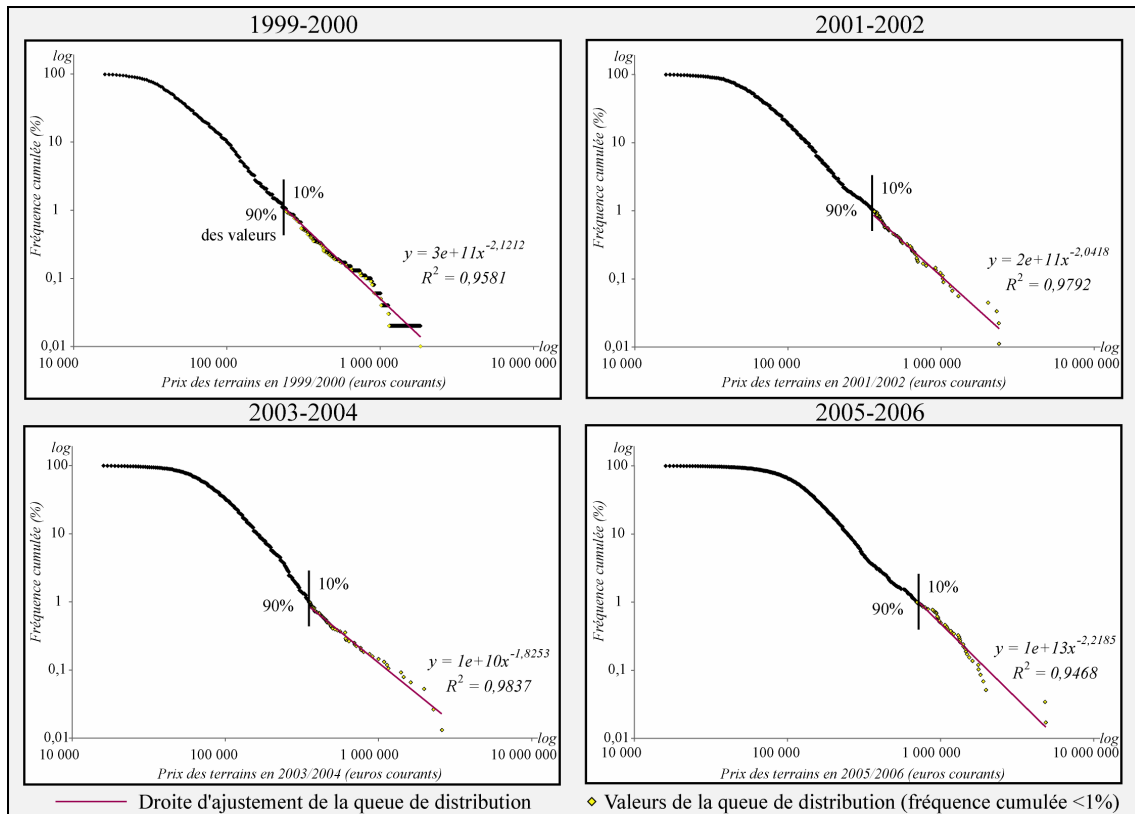 1999-2000
log
100
10
1
0,1
0,01
Fréquence cumulée (%)
10%
90%
des valeurs
y = 3e+11x^-2,1212
R² = 0,9581
10 000
100 000
1 000 000
10 000 000
log
Prix des terrains en 1999/2000 (euros courants)
2001-2002
log
100
10
1
0,1
0,01
Fréquence cumulée (%)
10%
90%
y = 2e+11x^-2,0418
R² = 0,9792
10 000
100 000
1 000 000
10 000 000
log
Prix des terrains en 2001/2002 (euros courants)
2003-2004
log
100
10
1
0,1
0,01
Fréquence cumulée (%)
10%
90%
y = 1e+10x^-1,8253
R² = 0,9837
10 000
100 000
1 000 000
10 000 000
log
Prix des terrains en 2003/2004 (euros courants)
2005-2006
log
100
10
1
0,1
0,01
Fréquence cumulée (%)
10%
90%
y = 1e+13x^-2,2185
R² = 0,9468
10 000
100 000
1 000 000
10 000 000
log
Prix des terrains en 2005/2006 (euros courants)
Droite d'ajustement de la queue de distribution
Valeurs de la queue de distribution (fréquence cumulée <1%)